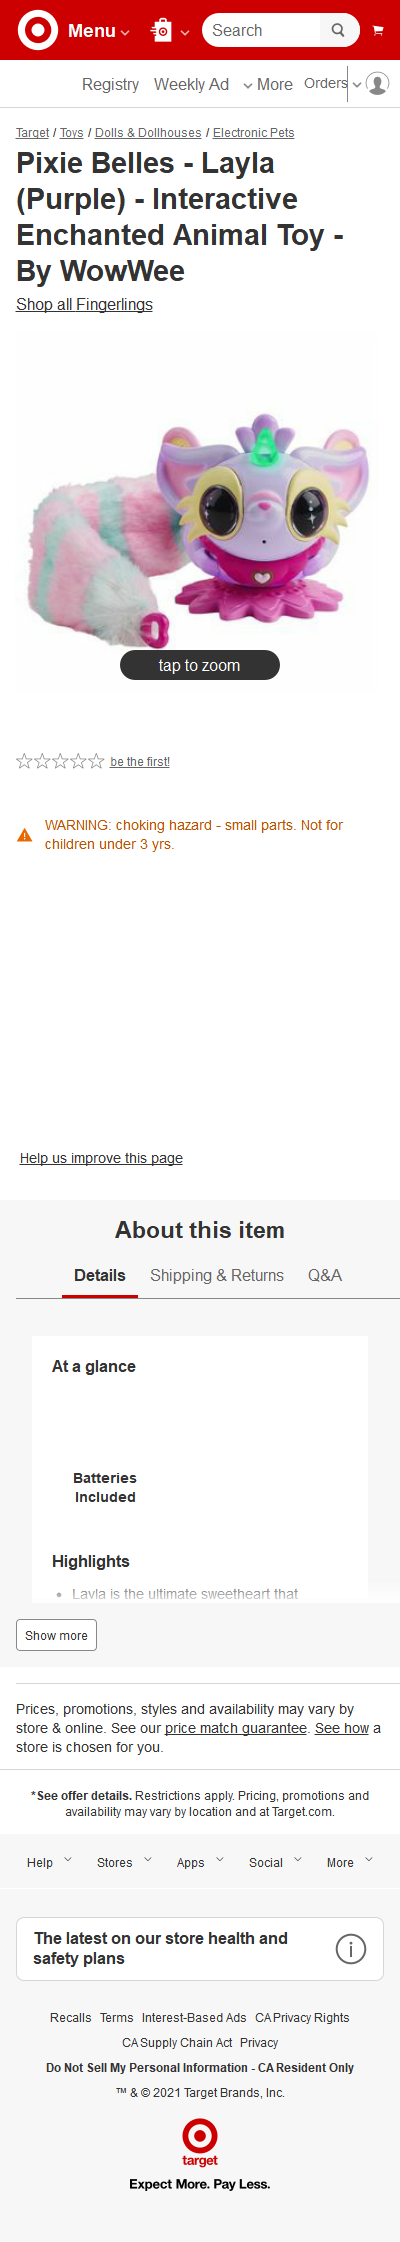 Menu
Search
Registry Weekly Ad More Orders
Target / Toys / Dolls & Dollhouses / Electronic Pets
Pixie Belles - Layla
(Purple) - Interactive
Enchanted Animal Toy -
By WowWee
Shop all Fingerlings
tap to zoom
be the first!
WARNING: choking hazard - small parts. Not for
children under 3 yrs.
Help us improve this page
About this item
Details Shipping & Returns Q&A
At a glance
Batteries
Included
Highlights
• Layla is the ultimate sweetheart that
Show more
Prices, promotions, styles and availability may vary by
store & online. See our price match guarantee. See how a
store is chosen for you.
*See offer details. Restrictions apply. Pricing, promotions and
availability may vary by location and at Target.com.
Help Stores Apps Social More
The latest on our store health and
safety plans
Recalls Terms Interest-Based Ads CA Privacy Rights
CA Supply Chain Act Privacy
Do Not Sell My Personal Information - CA Resident Only
™ & © 2021 Target Brands, Inc.
target
Expect More. Pay Less.